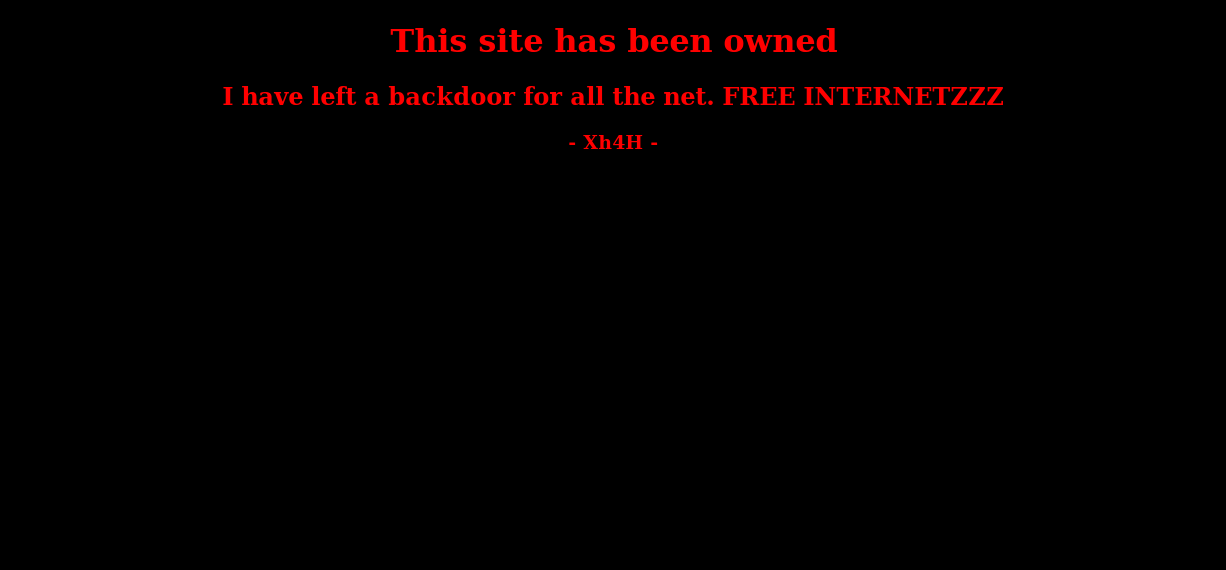 This site has been owned
I have left a backdoor for all the net. FREE INTERNETZZZ
- Xh4H -